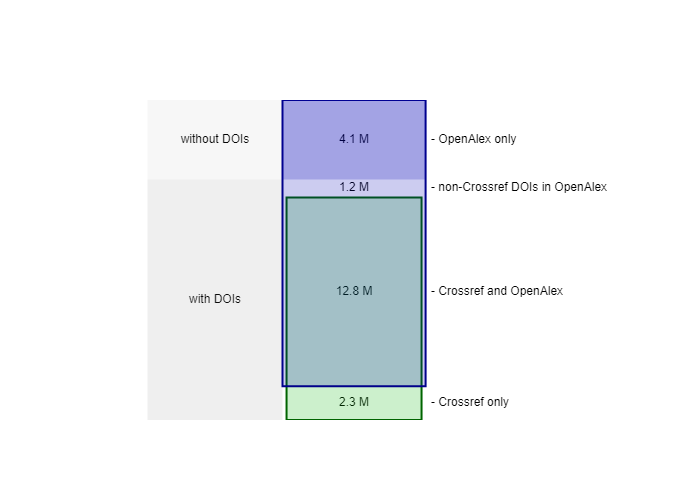 without DOIs 4.1 M - OpenAlex only
1.2 M - non-Crossref DOIs in OpenAlex
12.8 M - Crossref and OpenAlex
with DOIs
2.3 M - Crossref only